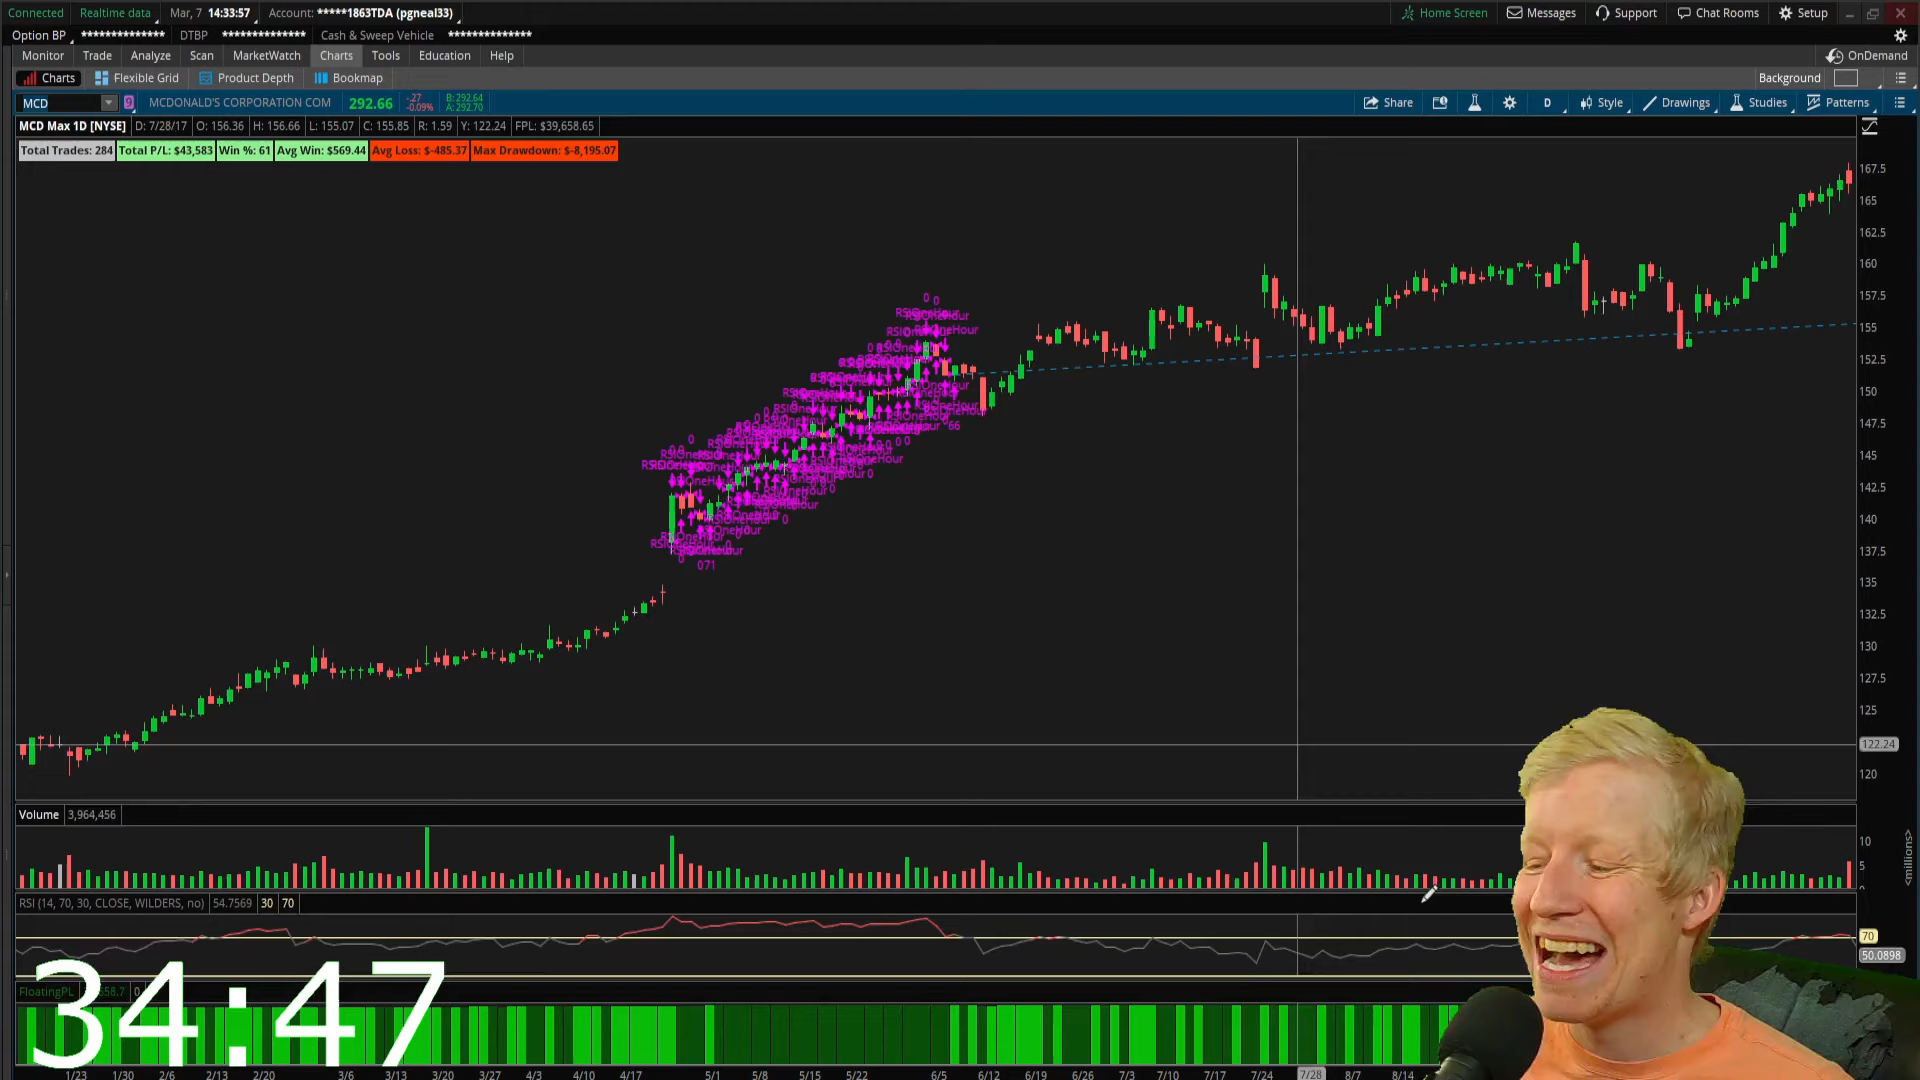 Connected Realtime data Mar, 7 14:33:57 Account: *****1863TDA (pgneal33) Home Screen Messages Support Chat Rooms Setup
Option BP ************** DTBP ************** Cash & Sweep Vehicle **************
Monitor Trade Analyze Scan MarketWatch Charts Tools Education Help OnDemand
Charts Flexible Grid Product Depth Bookmap Background
MCD 9 MCDONALD'S CORPORATION COM 292.66 -.27 -0.09% B: 292.64 A: 292.70 Share D Style Drawings Studies Patterns
MCD Max 1D [NYSE] D: 7/28/17 O: 156.36 H: 156.66 L: 155.07 C: 155.85 R: 1.59 Y: 122.24 FPL: $39,658.65
Total Trades: 284 Total P/L: $43,583 Win %: 61 Avg Win: $569.44 Avg Loss: $-485.37 Max Drawdown: $-8,195.07
167.5
165
162.5
160
157.5
155
152.5
150
147.5
145
142.5
140
137.5
135
132.5
130
127.5
125
122.24
120
RSIOneHour
Volume 3,964,456
10
5
<millions>
RSI (14, 70, 30, CLOSE, WILDERS, no) 54.7569 30 70
70
50.0898
FloatingPL
34:47
1/23 1/30 2/6 2/13 2/20 3/6 3/13 3/20 3/27 4/3 4/10 4/17 5/1 5/8 5/15 5/22 6/5 6/12 6/19 6/26 7/3 7/10 7/17 7/24 7/28 8/7 8/14